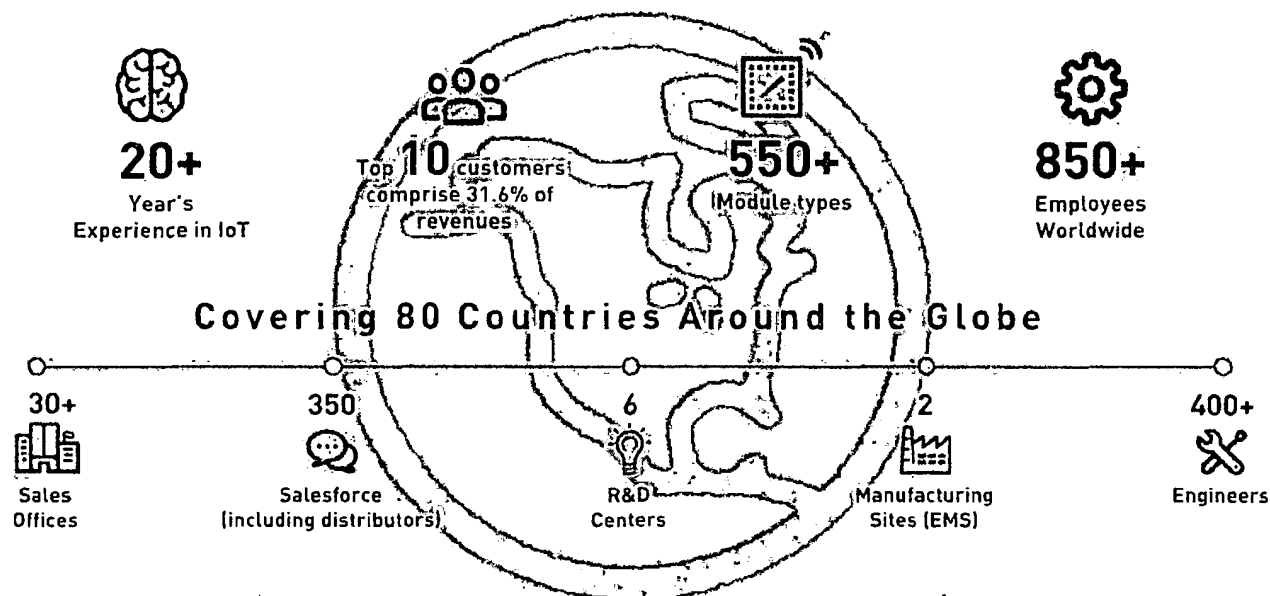 20+
Year's
Experience in IoT
Top 10 customers
comprise 31.6% of
revenues
550+
Module types
850+
Employees
Worldwide
Covering 80 Countries Around the Globe
30+
Sales
Offices
350
Salesforce
(including distributors)
6
R&D
Centers
2
Manufacturing
Sites (EMS)
400+
Engineers